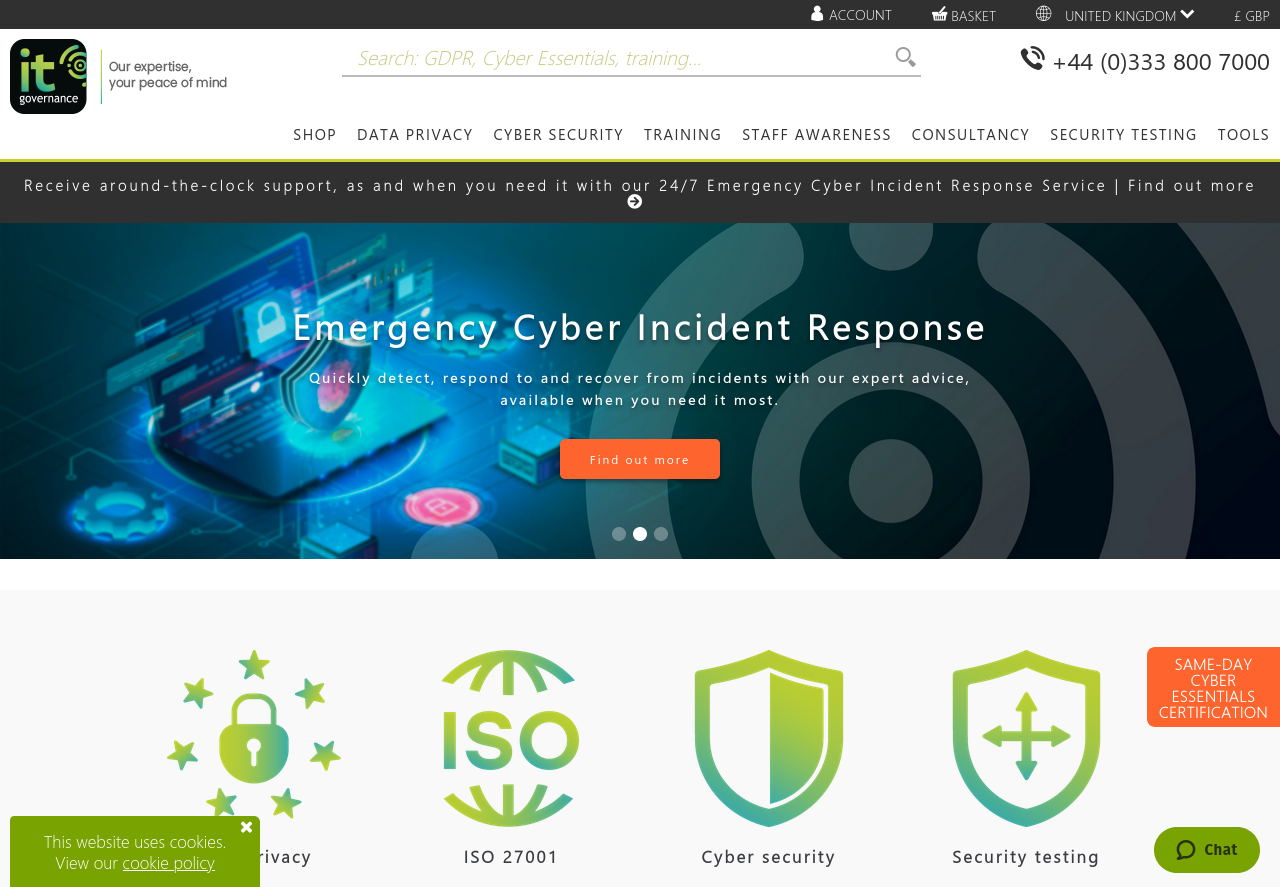 ACCOUNT
BASKET
UNITED KINGDOM
£ GBP
it
governance
Our expertise,
your peace of mind
Search: GDPR, Cyber Essentials, training...
+44 (0)333 800 7000
SHOP
DATA PRIVACY
CYBER SECURITY
TRAINING
STAFF AWARENESS
CONSULTANCY
SECURITY TESTING
TOOLS
Receive around-the-clock support, as and when you need it with our 24/7 Emergency Cyber Incident Response Service | Find out more
Emergency Cyber Incident Response
Quickly detect, respond to and recover from incidents with our expert advice,
available when you need it most.
Find out more
ISO
SAME-DAY
CYBER
ESSENTIALS
CERTIFICATION
ISO 27001
Cyber security
Security testing
This website uses cookies.
View our cookie policy
Chat